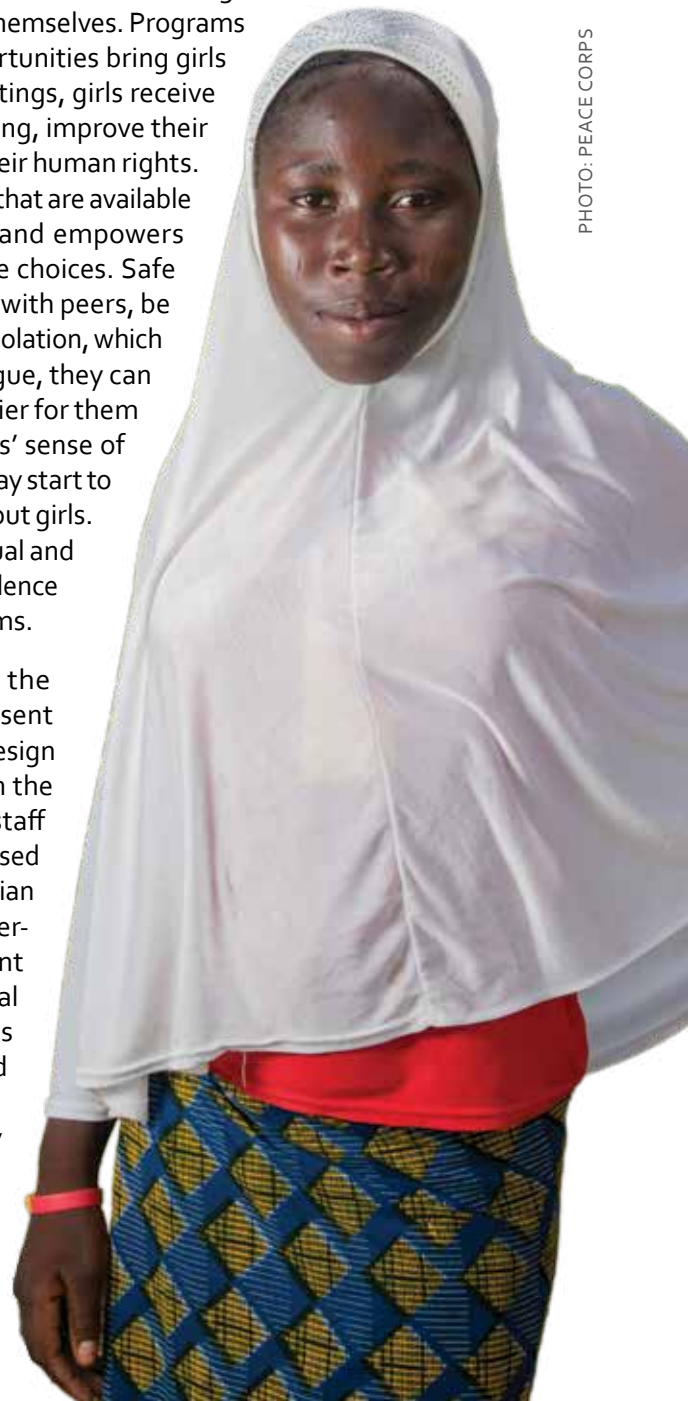 hemselves. Programs
rtunities bring girls
tings, girls receive
ng, improve their
eir human rights.
that are available
and empowers
e choices. Safe
with peers, be
olation, which
gue, they can
ier for them
s’ sense of
ay start to
out girls.
ual and
lence
ms.
the
sent
esign
n the
staff
sed
ian
er-
nt
al
s
d
PHOTO: PEACE CORPS